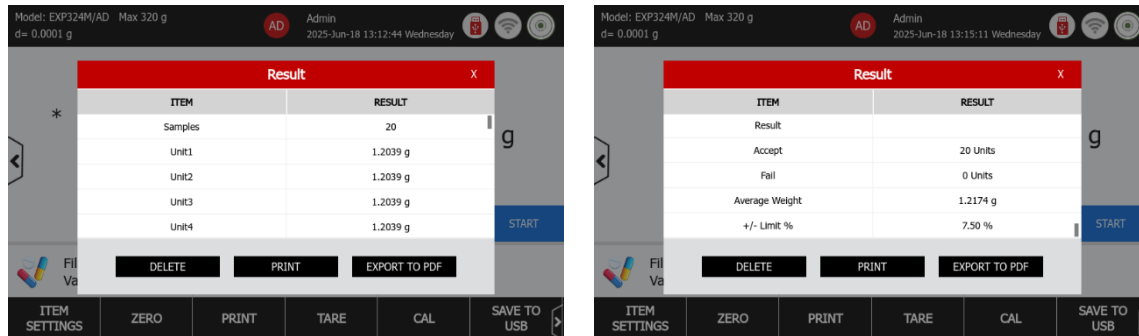 Model: EXP324M/AD Max 320 g
d= 0.0001 g
AD
Admin
2025-Jun-18 13:12:44 Wednesday
Result X
ITEM RESULT
Samples 20
Unit1 1.2039 g
Unit2 1.2039 g
Unit3 1.2039 g
Unit4 1.2039 g
* g
START
DELETE PRINT EXPORT TO PDF
Fil
Va
ITEM SETTINGS ZERO PRINT TARE CAL SAVE TO USB
Model: EXP324M/AD Max 320 g
d= 0.0001 g
AD
Admin
2025-Jun-18 13:15:11 Wednesday
Result X
ITEM RESULT
Result
Accept 20 Units
Fail 0 Units
Average Weight 1.2174 g
+/- Limit % 7.50 %
g
START
DELETE PRINT EXPORT TO PDF
Fil
Va
ITEM SETTINGS ZERO PRINT TARE CAL SAVE TO USB